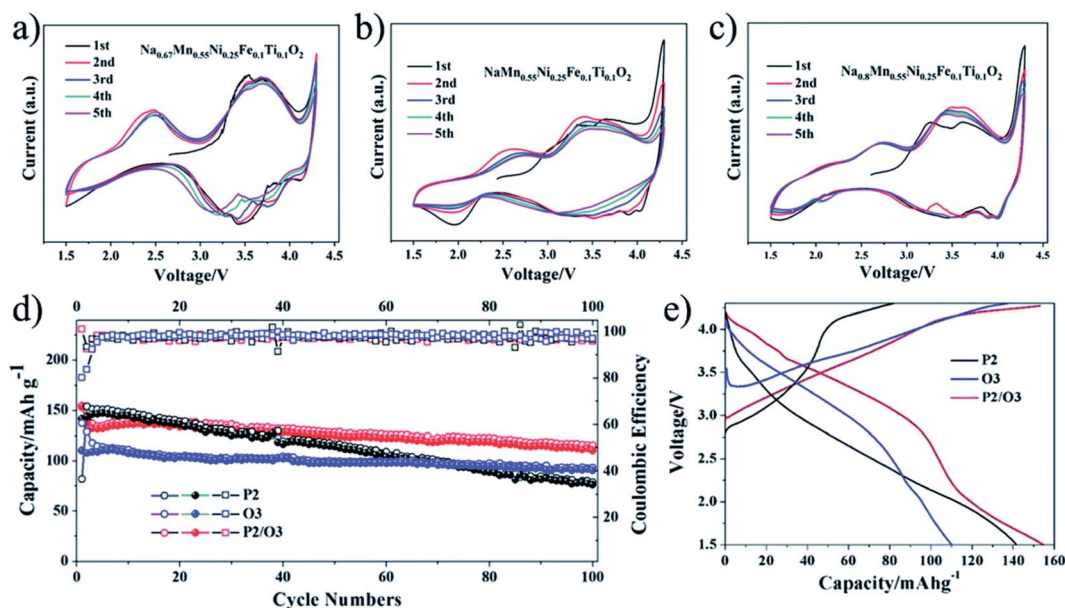 a)
Na0.67Mn0.55Ni0.25Fe0.1Ti0.1O2
1st
2nd
3rd
4th
5th
Current (a.u.)
1.5 2.0 2.5 3.0 3.5 4.0 4.5
Voltage/V
b)
NaMn0.55Ni0.25Fe0.1Ti0.1O2
1st
2nd
3rd
4th
5th
Current (a.u.)
1.5 2.0 2.5 3.0 3.5 4.0 4.5
Voltage/V
c)
Na0.8Mn0.55Ni0.25Fe0.1Ti0.1O2
1st
2nd
3rd
4th
5th
Current (a.u.)
1.5 2.0 2.5 3.0 3.5 4.0 4.5
Voltage/V
d)
20 40 60 80 100
Capacity/mAh g-1
225
200
175
150
125
100
75
50
25
0
P2
O3
P2/O3
100
80
60
40
20
Coulombic Efficiency
0 20 40 60 80 100
Cycle Numbers
e)
Voltage/V
4.0
3.5
3.0
2.5
2.0
1.5
P2
O3
P2/O3
0 20 40 60 80 100 120 140 160
Capacity/mAhg-1